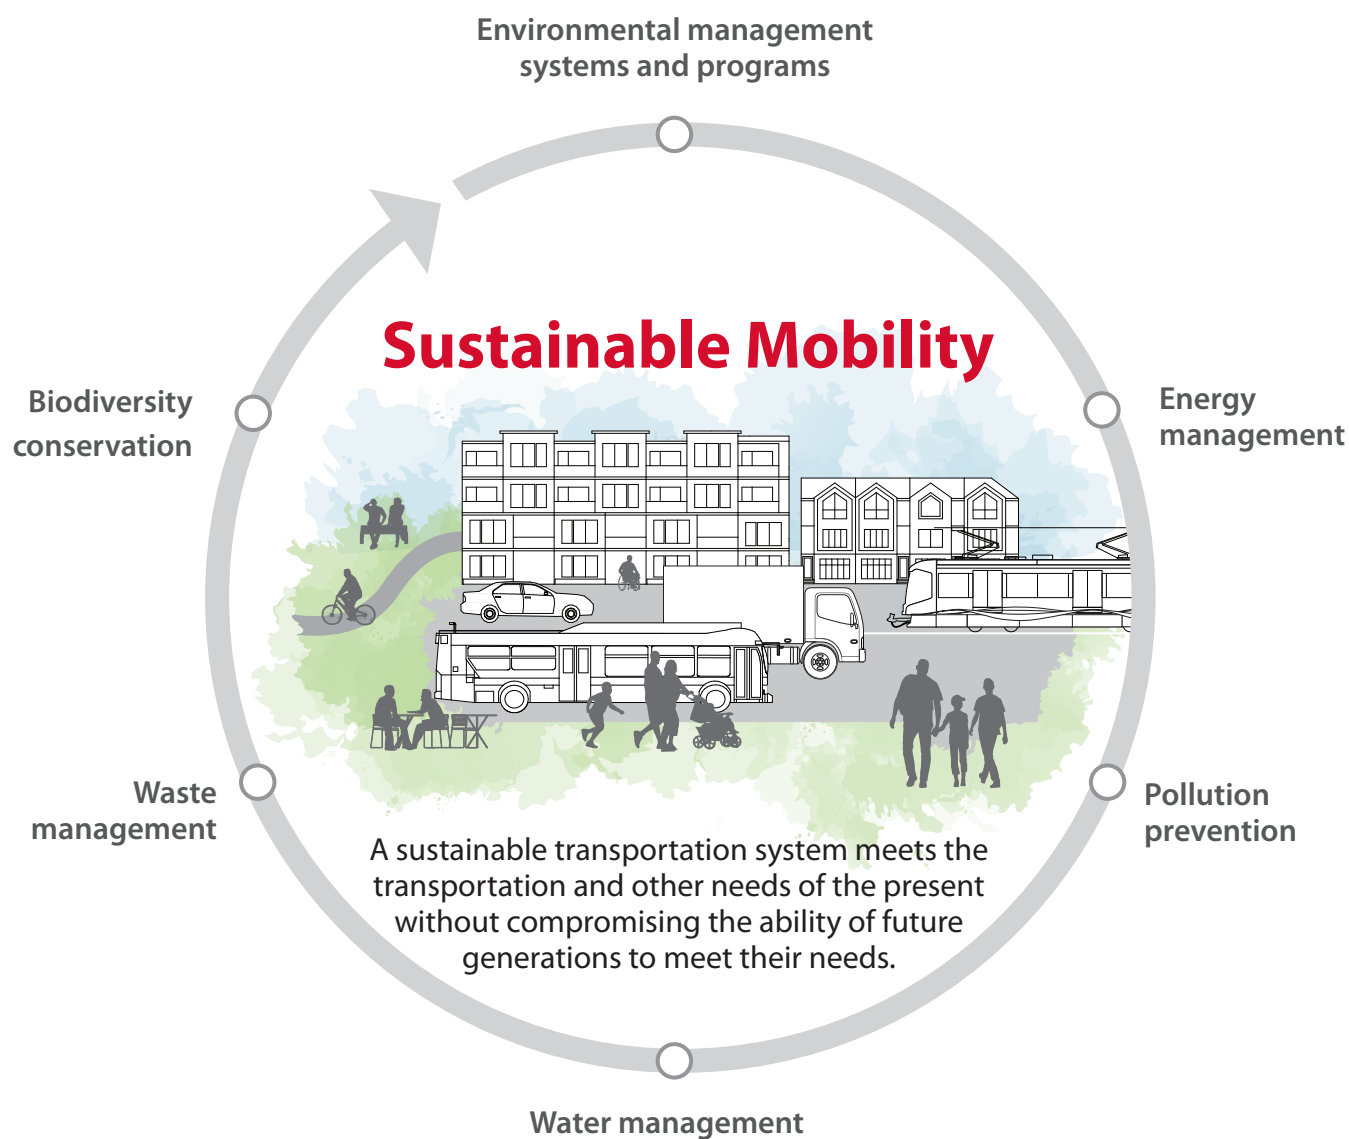 Environmental management
systems and programs
Sustainable Mobility
Biodiversity
conservation
Energy
management
Waste
management
Pollution
prevention
A sustainable transportation system meets the
transportation and other needs of the present
without compromising the ability of future
generations to meet their needs.
Water management